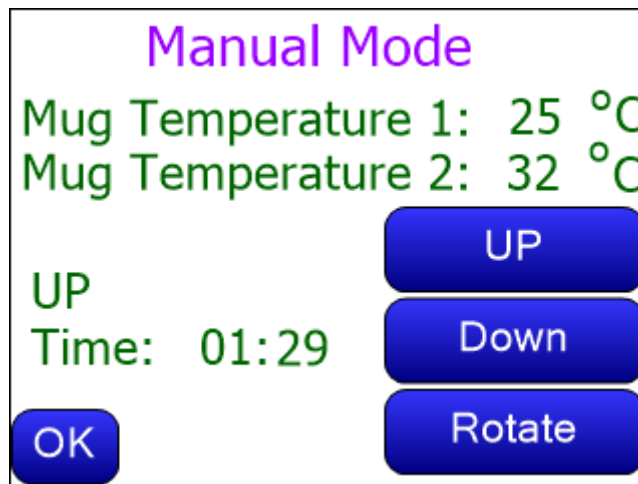 Manual Mode
Mug Temperature 1: 25 °C
Mug Temperature 2: 32 °C
UP
UP
Down
Time: 01:29
Rotate
OK